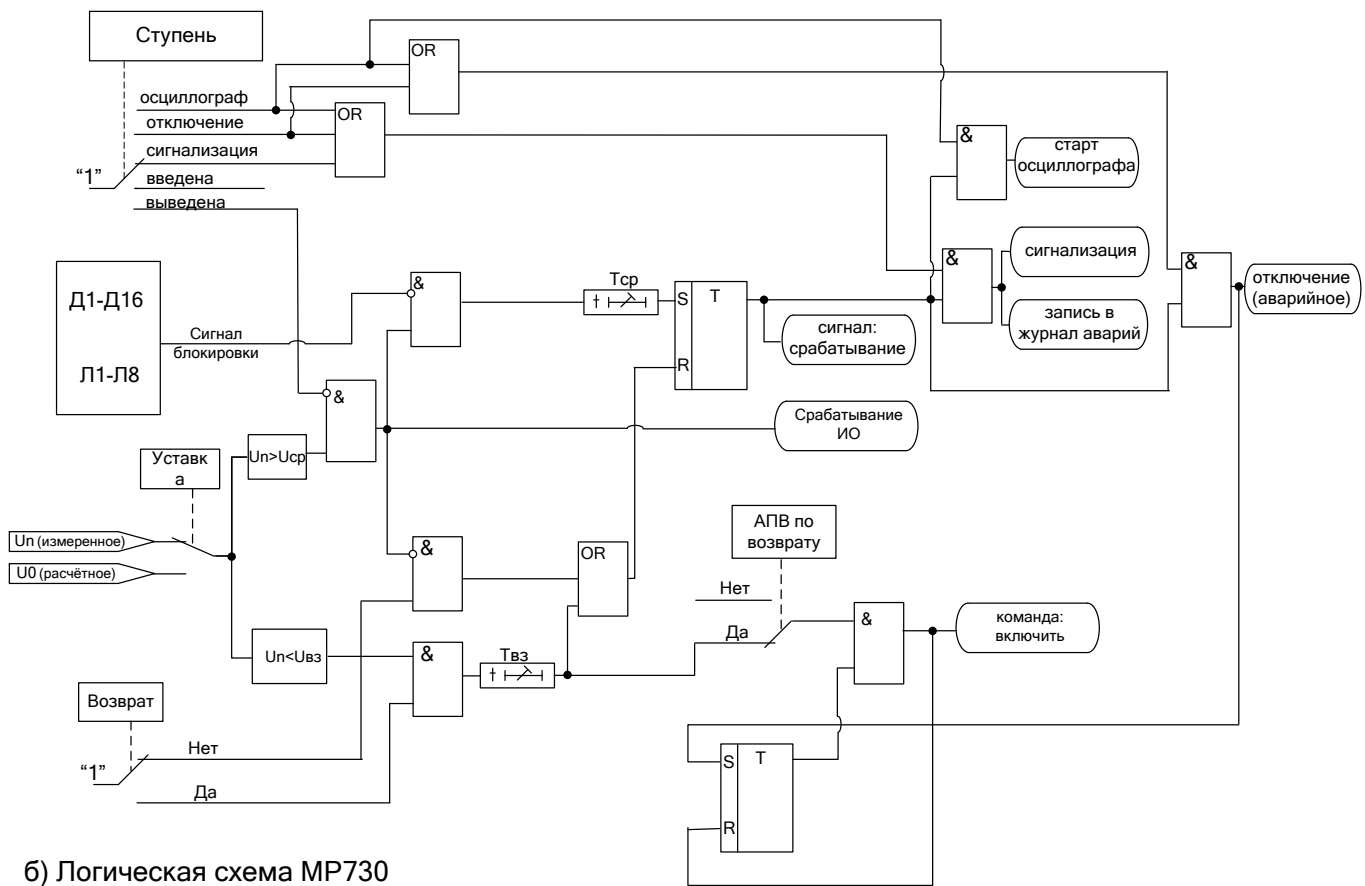 Ступень
OR
осциллограф
отключение
OR
сигнализация
“1”
введена
выведена
&
старт
осциллографа
Д1-Д16
Л1-Л8
Сигнал
блокировки
&
Тср
S
T
R
сигнал:
срабатывание
&
сигнализация
запись в
журнал аварий
&
отключение
(аварийное)
&
Срабатывание
ИО
Уставк
а
Un>Uср
Un (измеренное)
U0 (расчётное)
&
OR
АПВ по
возврату
Нет
Да
&
команда:
включить
Un<Uвз
&
Твз
Возврат
Нет
“1”
Да
S
T
R
б) Логическая схема МР730